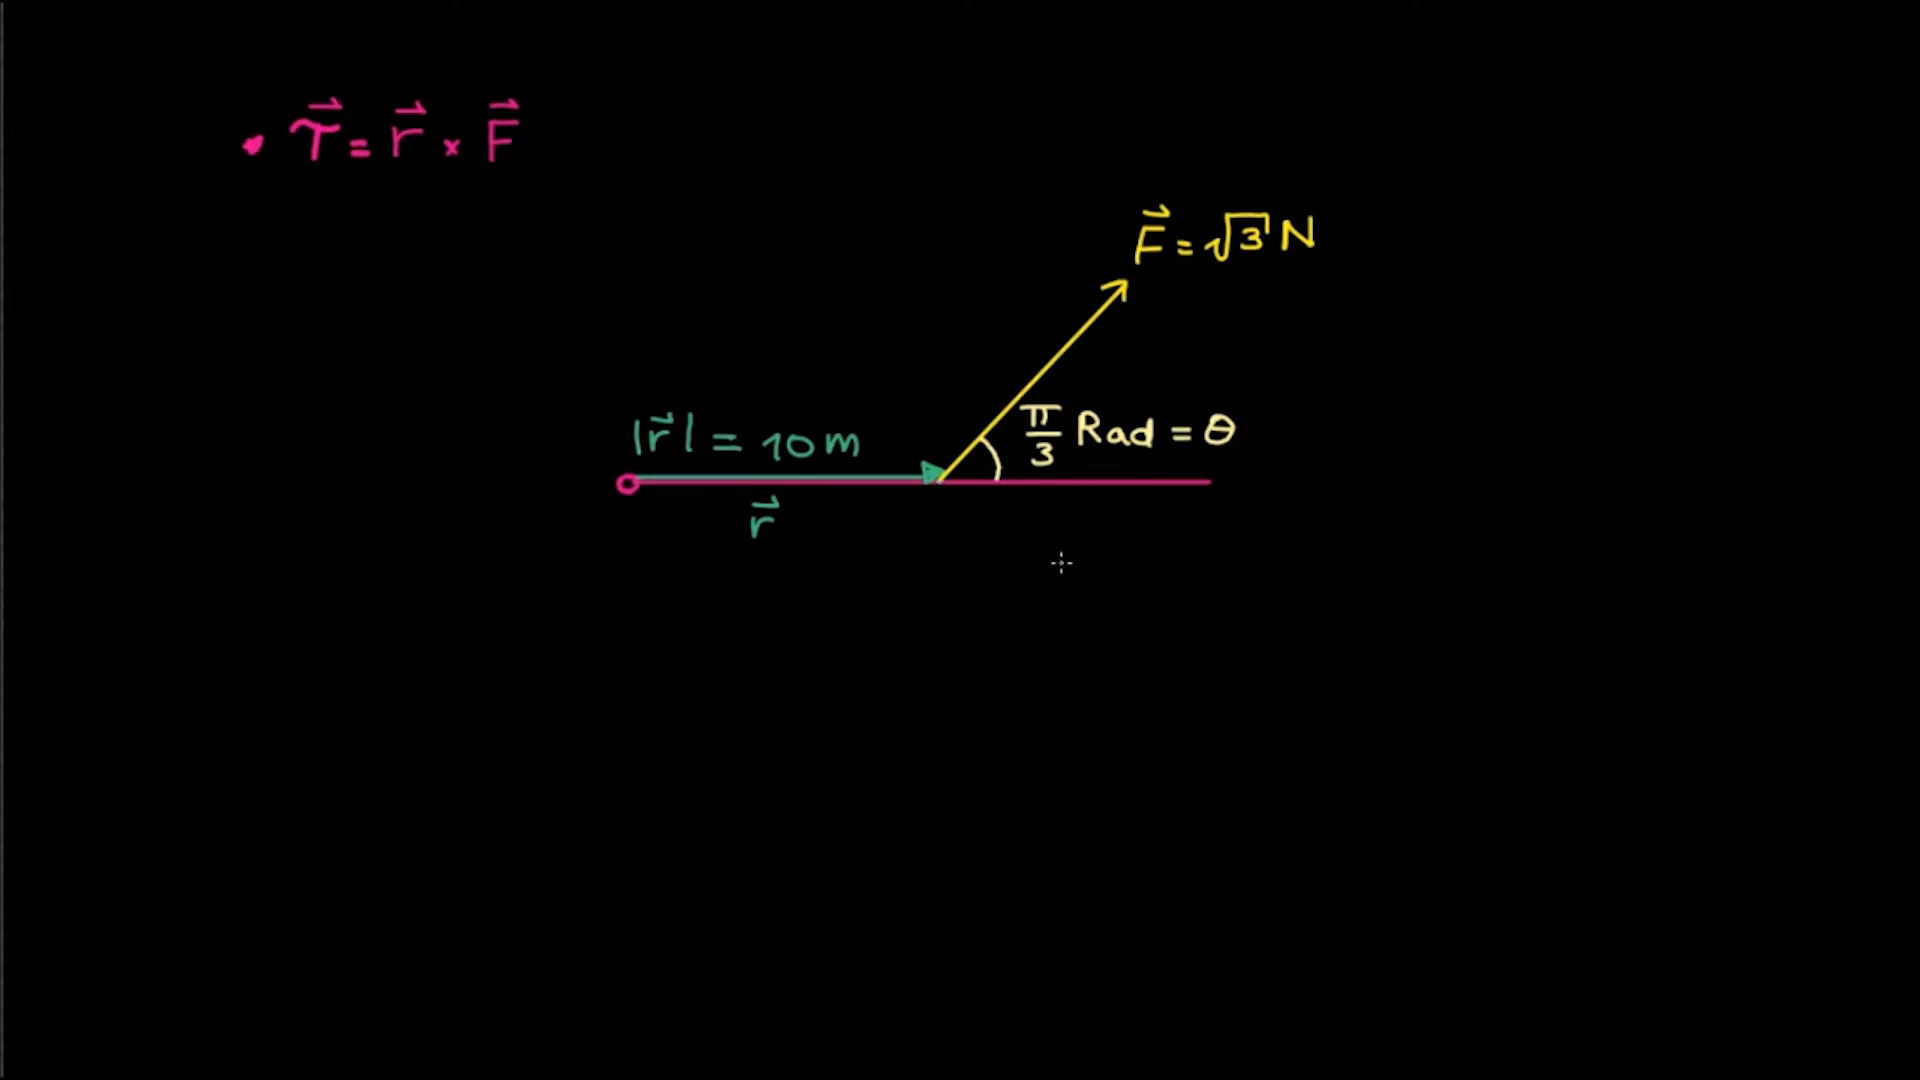 • τ⃗ = r⃗ × F⃗
F⃗ = √3 N
|r⃗| = 10 m
π/3 Rad = θ
r⃗